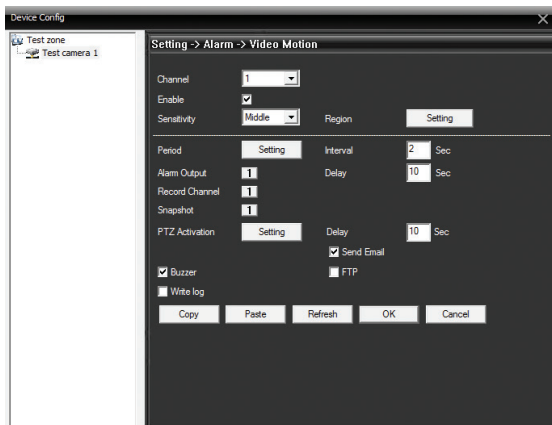 Device Config
Test zone
Test camera 1
Setting -> Alarm -> Video Motion
Channel 1
Enable
Sensitivity Middle Region Setting
Period Setting Interval 2 Sec
Alarm Output 1 Delay 10 Sec
Record Channel 1
Snapshot 1
PTZ Activation Setting Delay 10 Sec
Send Email
Buzzer FTP
Write log
Copy Paste Refresh OK Cancel